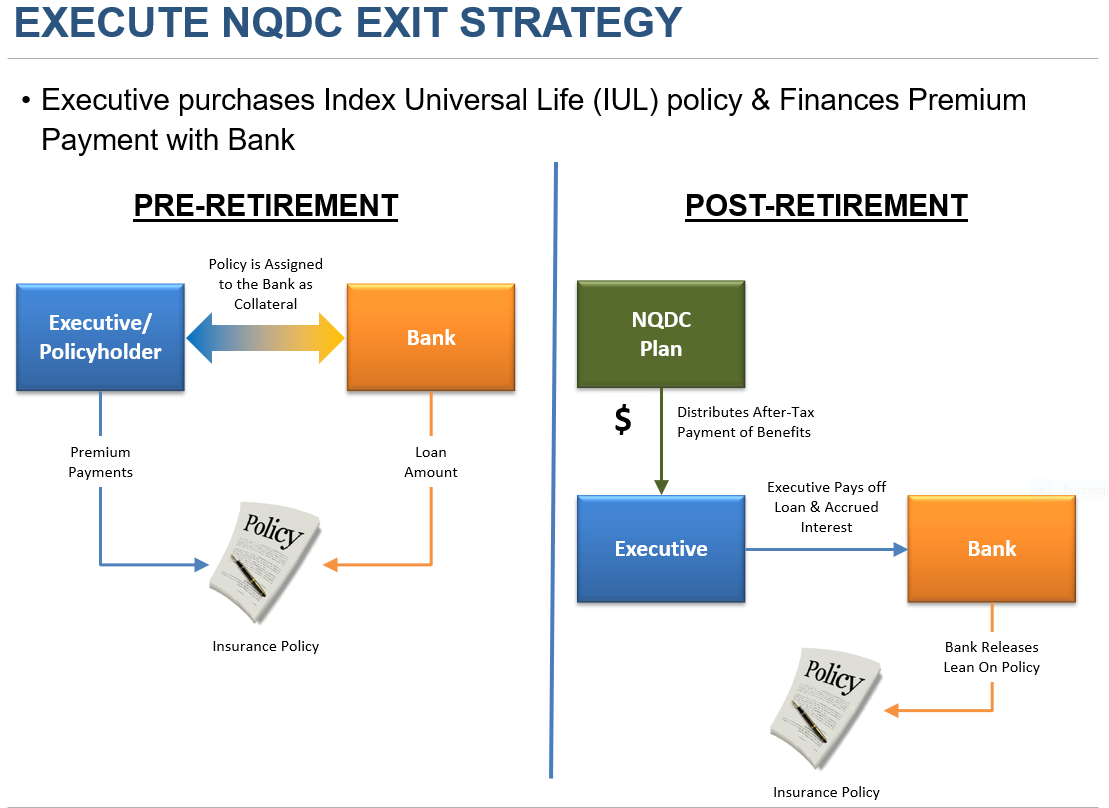 EXECUTE NQDC EXIT STRATEGY
• Executive purchases Index Universal Life (IUL) policy & Finances Premium
Payment with Bank
PRE-RETIREMENT
Policy is Assigned
to the Bank as
Collateral
Executive/
Policyholder
Bank
Premium
Payments
Loan
Amount
Policy
Insurance Policy
POST-RETIREMENT
NQDC
Plan
$
Distributes After-Tax
Payment of Benefits
Executive Pays off
Loan & Accrued
Interest
Executive
Bank
Bank Releases
Lean On Policy
Policy
Insurance Policy